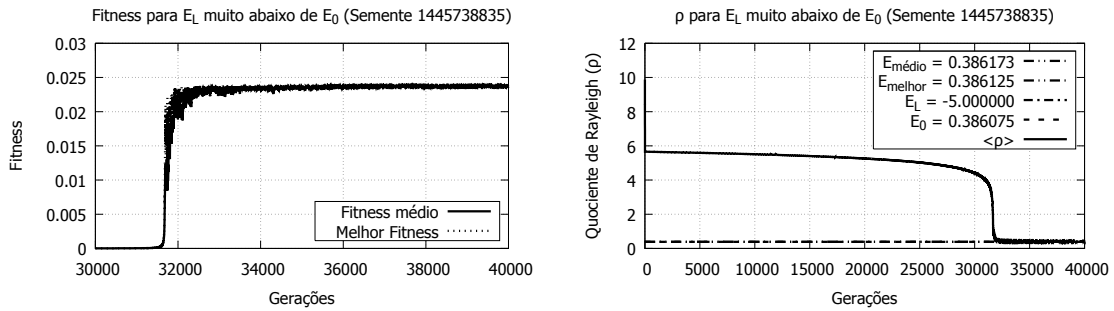 Fitness para E_L muito abaixo de E_0 (Semente 1445738835)
0.03
0.025
0.02
0.015
0.01
0.005
0
Fitness
Fitness médio
Melhor Fitness
30000 32000 34000 36000 38000 40000
Gerações
ρ para E_L muito abaixo de E_0 (Semente 1445738835)
12
10
8
6
4
2
0
Quociente de Rayleigh (ρ)
E_médio = 0.386173
E_melhor = 0.386125
E_L = -5.000000
E_0 = 0.386075
<ρ>
0 5000 10000 15000 20000 25000 30000 35000 40000
Gerações